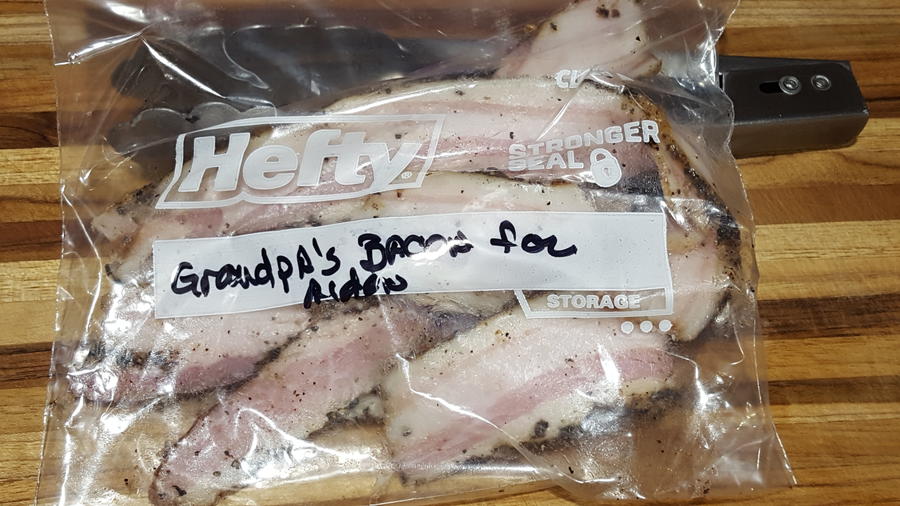 Hefty®
STRONGER
SEAL
GrandpA's BACON for
Aiden
STORAGE